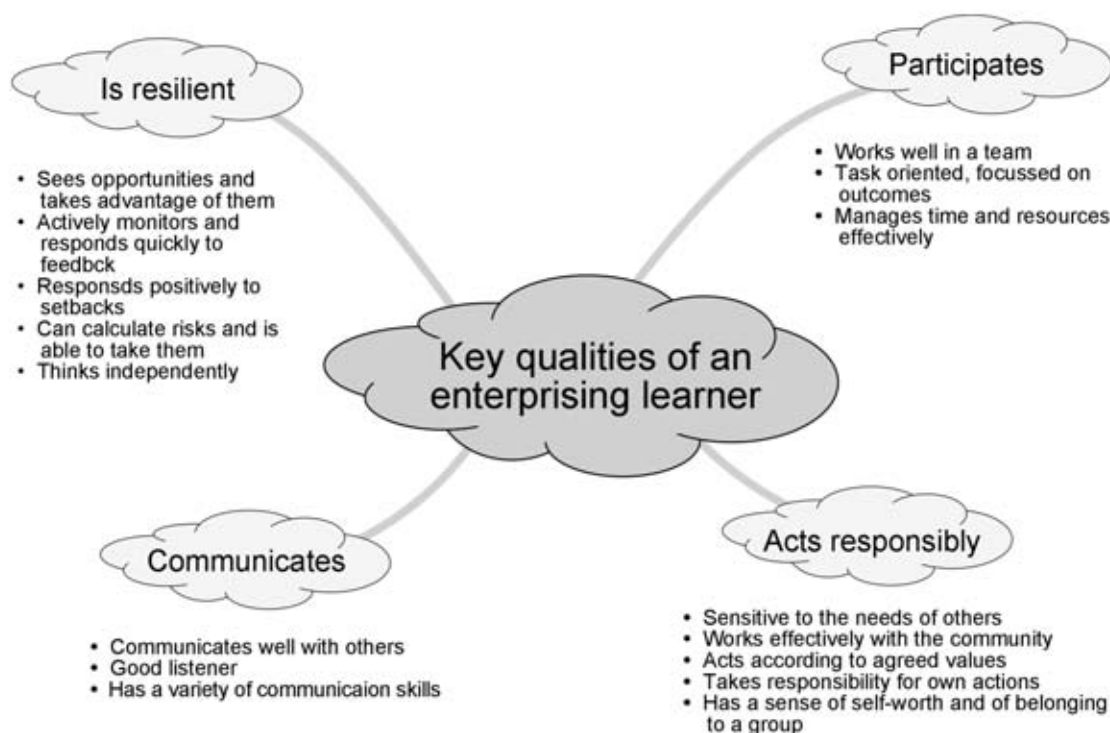 Is resilient
• Sees opportunities and
takes advantage of them
• Actively monitors and
responds quickly to
feedbck
• Responsds positively to
setbacks
• Can calculate risks and is
able to take them
• Thinks independently
Participates
• Works well in a team
• Task oriented, focussed on
outcomes
• Manages time and resources
effectively
Key qualities of an
enterprising learner
Communicates
• Communicates well with others
• Good listener
• Has a variety of communicaion skills
Acts responsibly
• Sensitive to the needs of others
• Works effectively with the community
• Acts according to agreed values
• Takes responsibility for own actions
• Has a sense of self-worth and of belonging
to a group